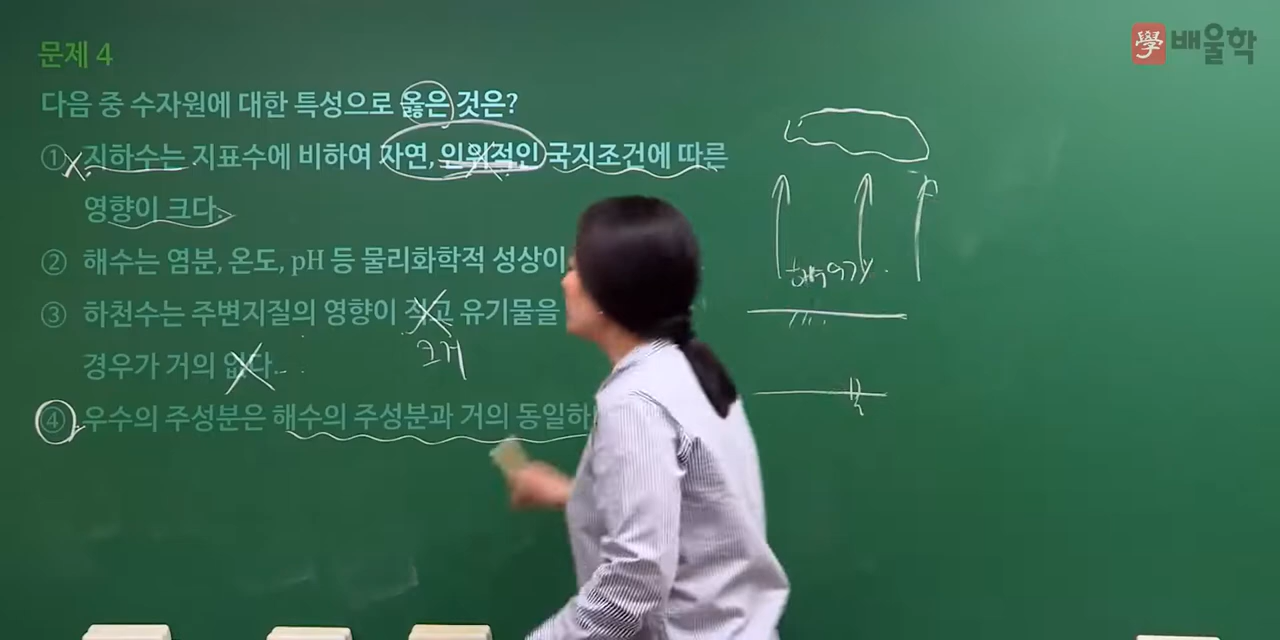 學 배울학
문제 4
다음 중 수자원에 대한 특성으로 옳은 것은?
① 지하수는 지표수에 비하여 자연, 인위적인 국지조건에 따른
영향이 크다.
② 해수는 염분, 온도, pH 등 물리화학적 성상이
③ 하천수는 주변지질의 영향이 적고 유기물을
크거
경우가 거의 없다.
④ 우수의 주성분은 해수의 주성분과 거의 동일하